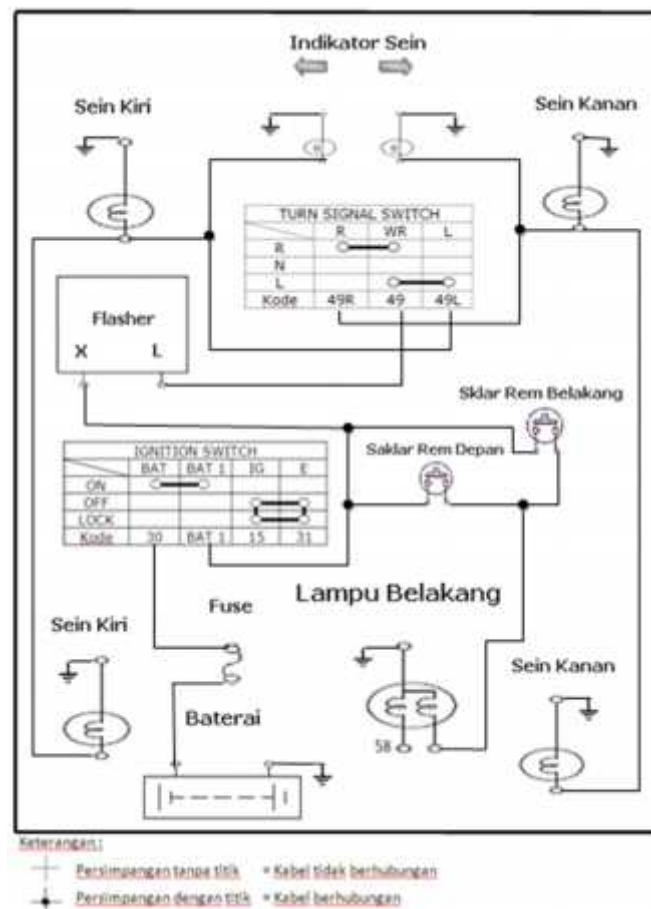 Indikator Sein
Sein Kiri
Sein Kanan
TURN SIGNAL SWITCH
R WR L
R
N
L
Kode 49R 49 49L
Flasher
X L
Sklar Rem Belakang
Saklar Rem Depan
IGNITION SWITCH
BAT BAT 1 IG E
ON
OFF
LOCK
Kode 30 BAT 1 15 31
Lampu Belakang
Fuse
Sein Kiri
Sein Kanan
Baterai
58
Keterangan :
Persimpangan tanpa titik = Kabel tidak berhubungan
Persimpangan dengan titik = Kabel berhubungan